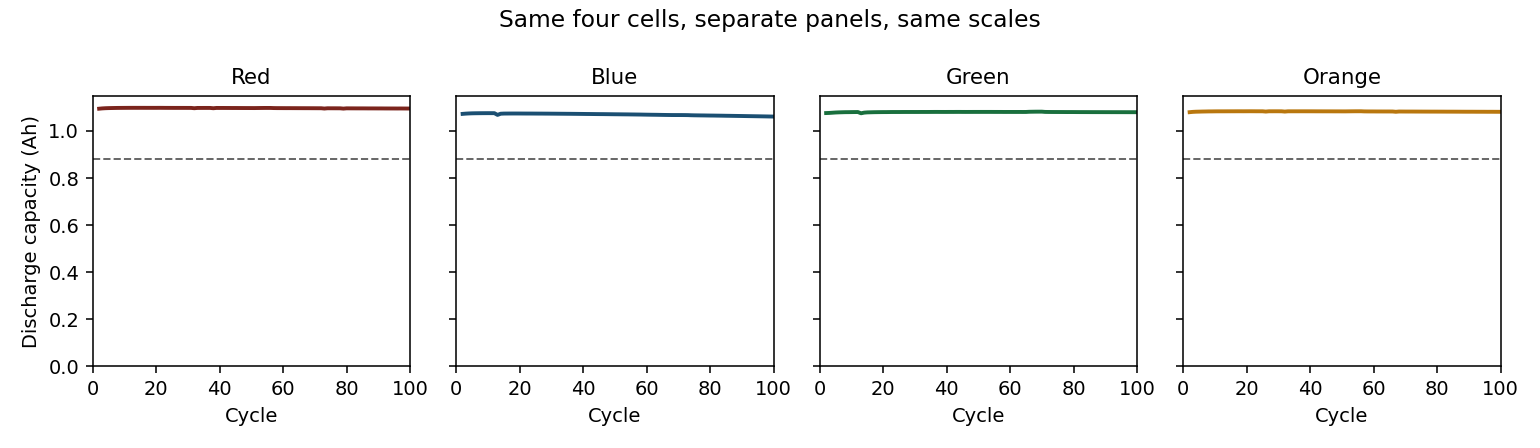 Same four cells, separate panels, same scales
Red
Blue
Green
Orange
Discharge capacity (Ah)
1.0
0.8
0.6
0.4
0.2
0.0
0 20 40 60 80 100
0 20 40 60 80 100
0 20 40 60 80 100
0 20 40 60 80 100
Cycle
Cycle
Cycle
Cycle